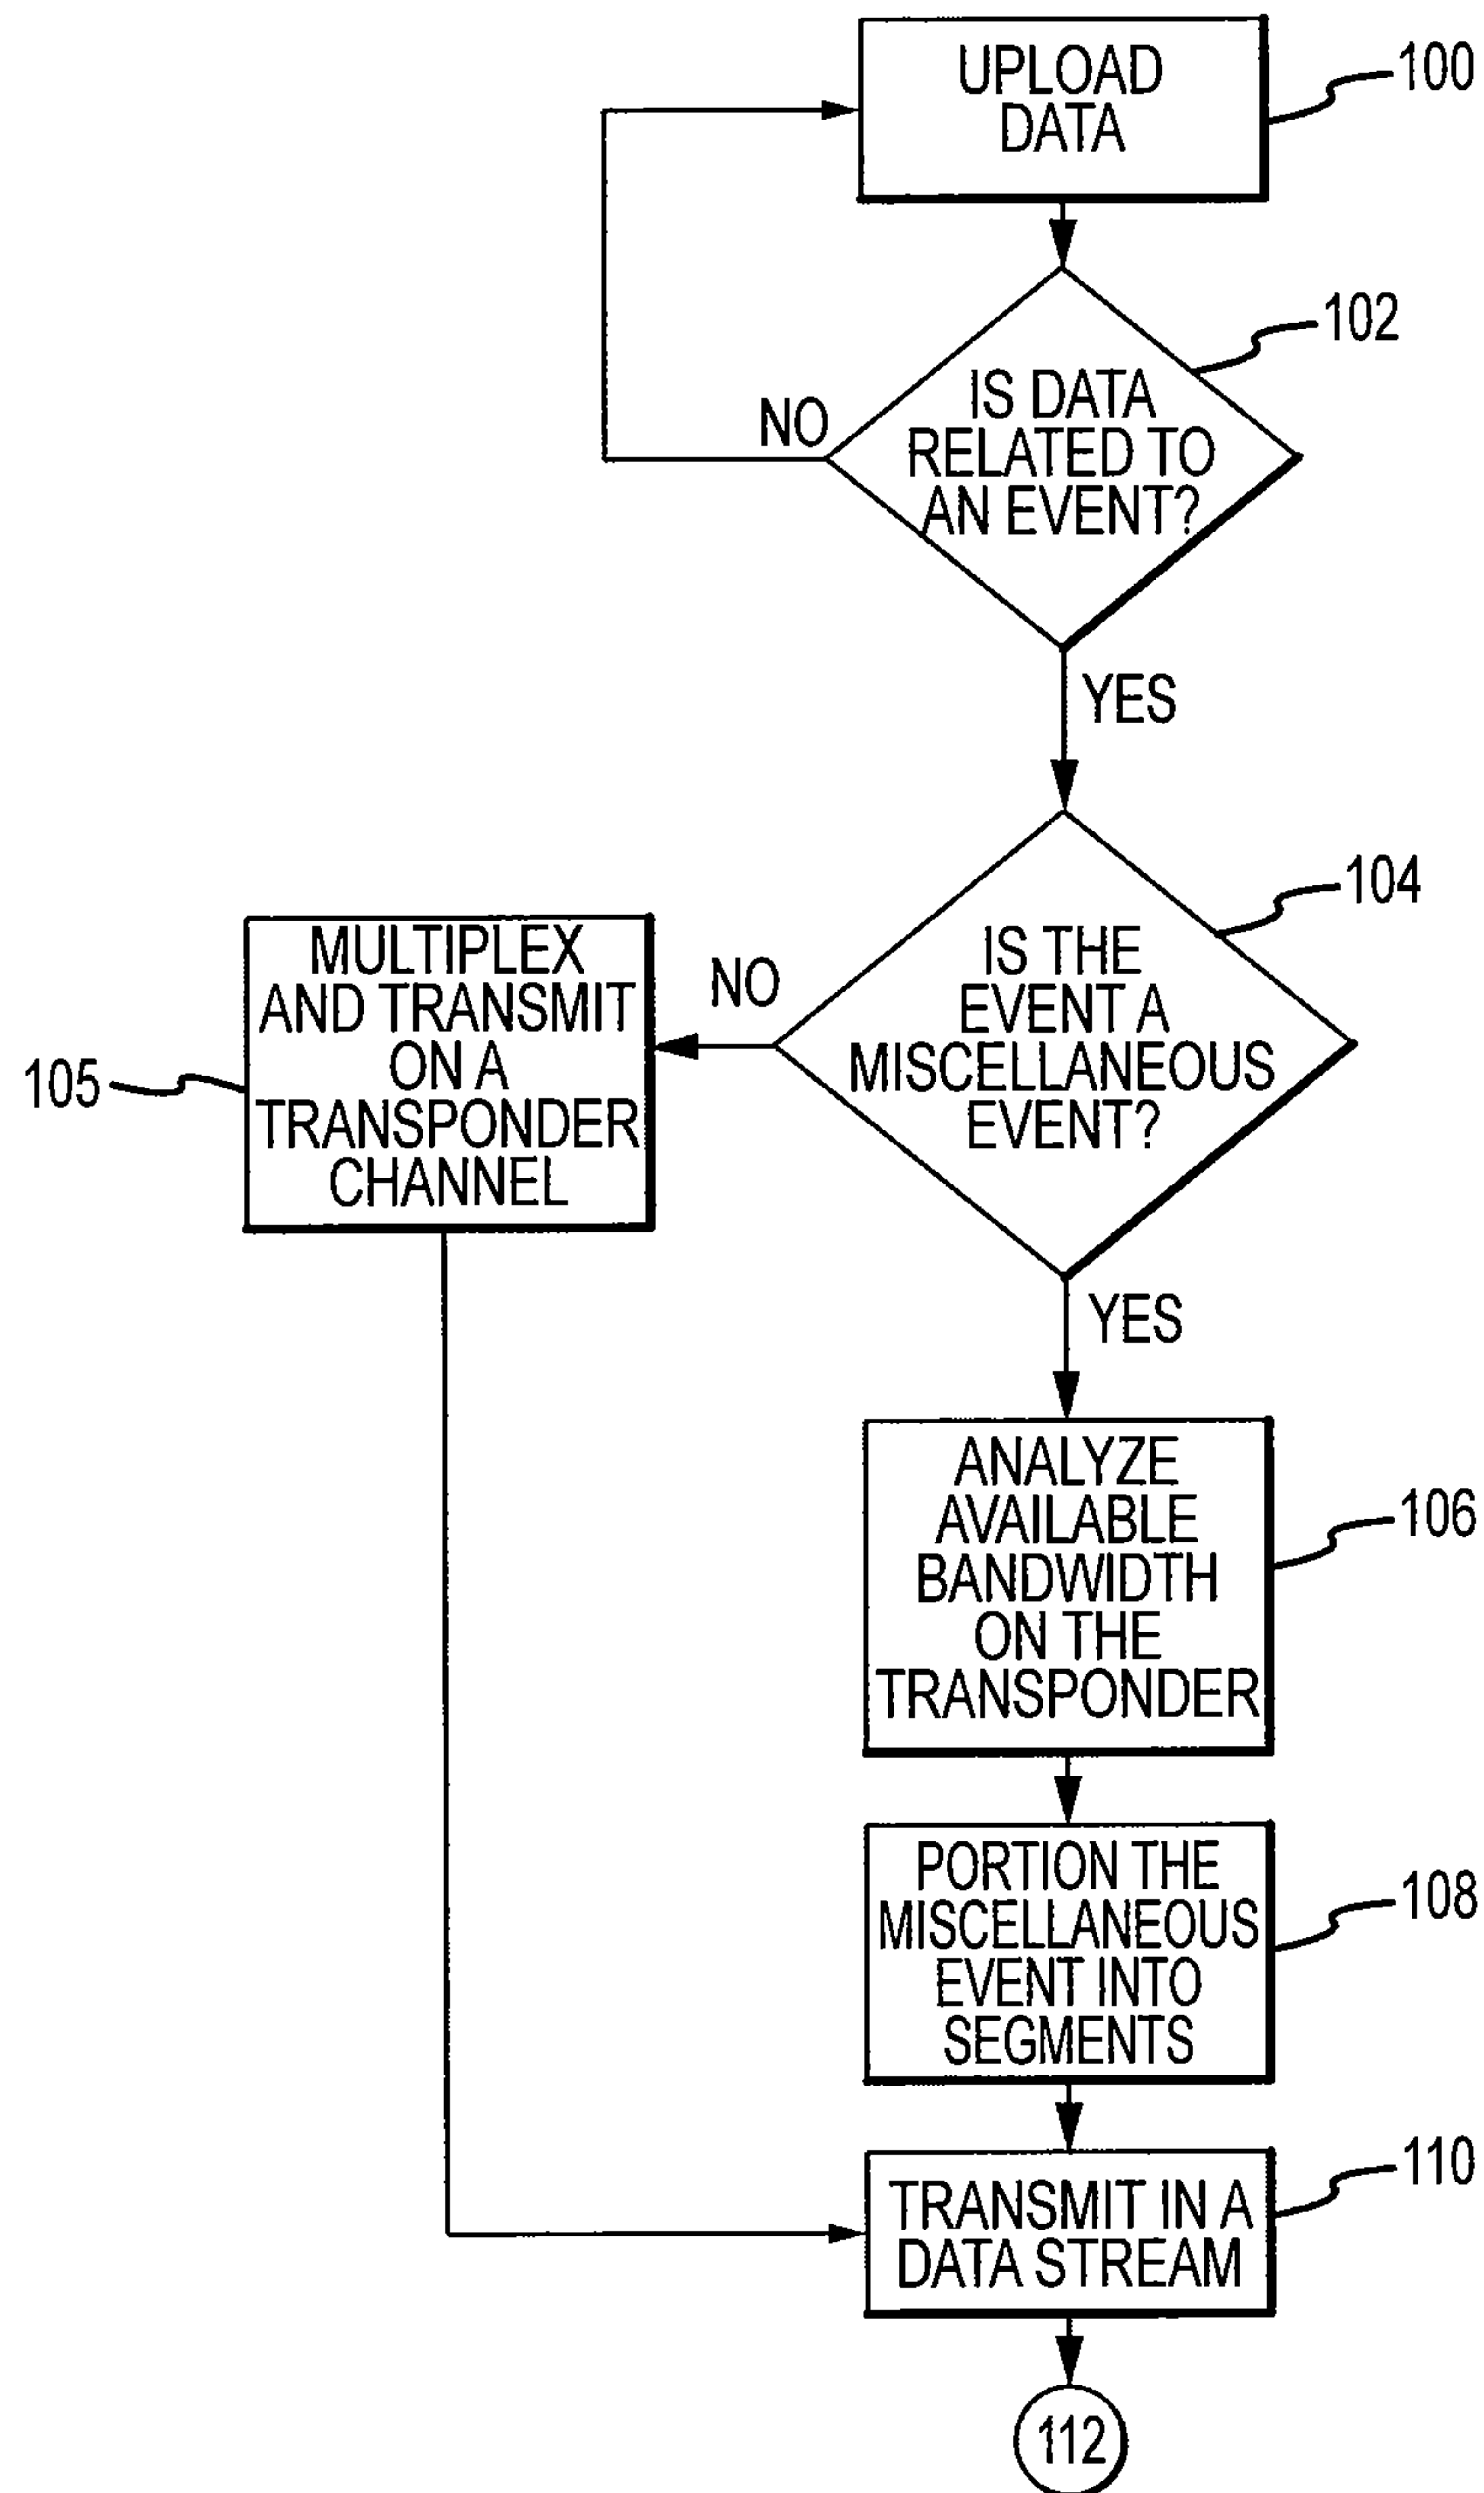 UPLOAD
DATA
100
102
IS DATA
RELATED TO
AN EVENT?
NO
YES
104
IS THE
EVENT A
MISCELLANEOUS
EVENT?
NO
MULTIPLEX
AND TRANSMIT
ON A
TRANSPONDER
CHANNEL
105
YES
ANALYZE
AVAILABLE
BANDWIDTH
ON THE
TRANSPONDER
106
PORTION THE
MISCELLANEOUS
EVENT INTO
SEGMENTS
108
TRANSMIT IN A
DATA STREAM
110
112